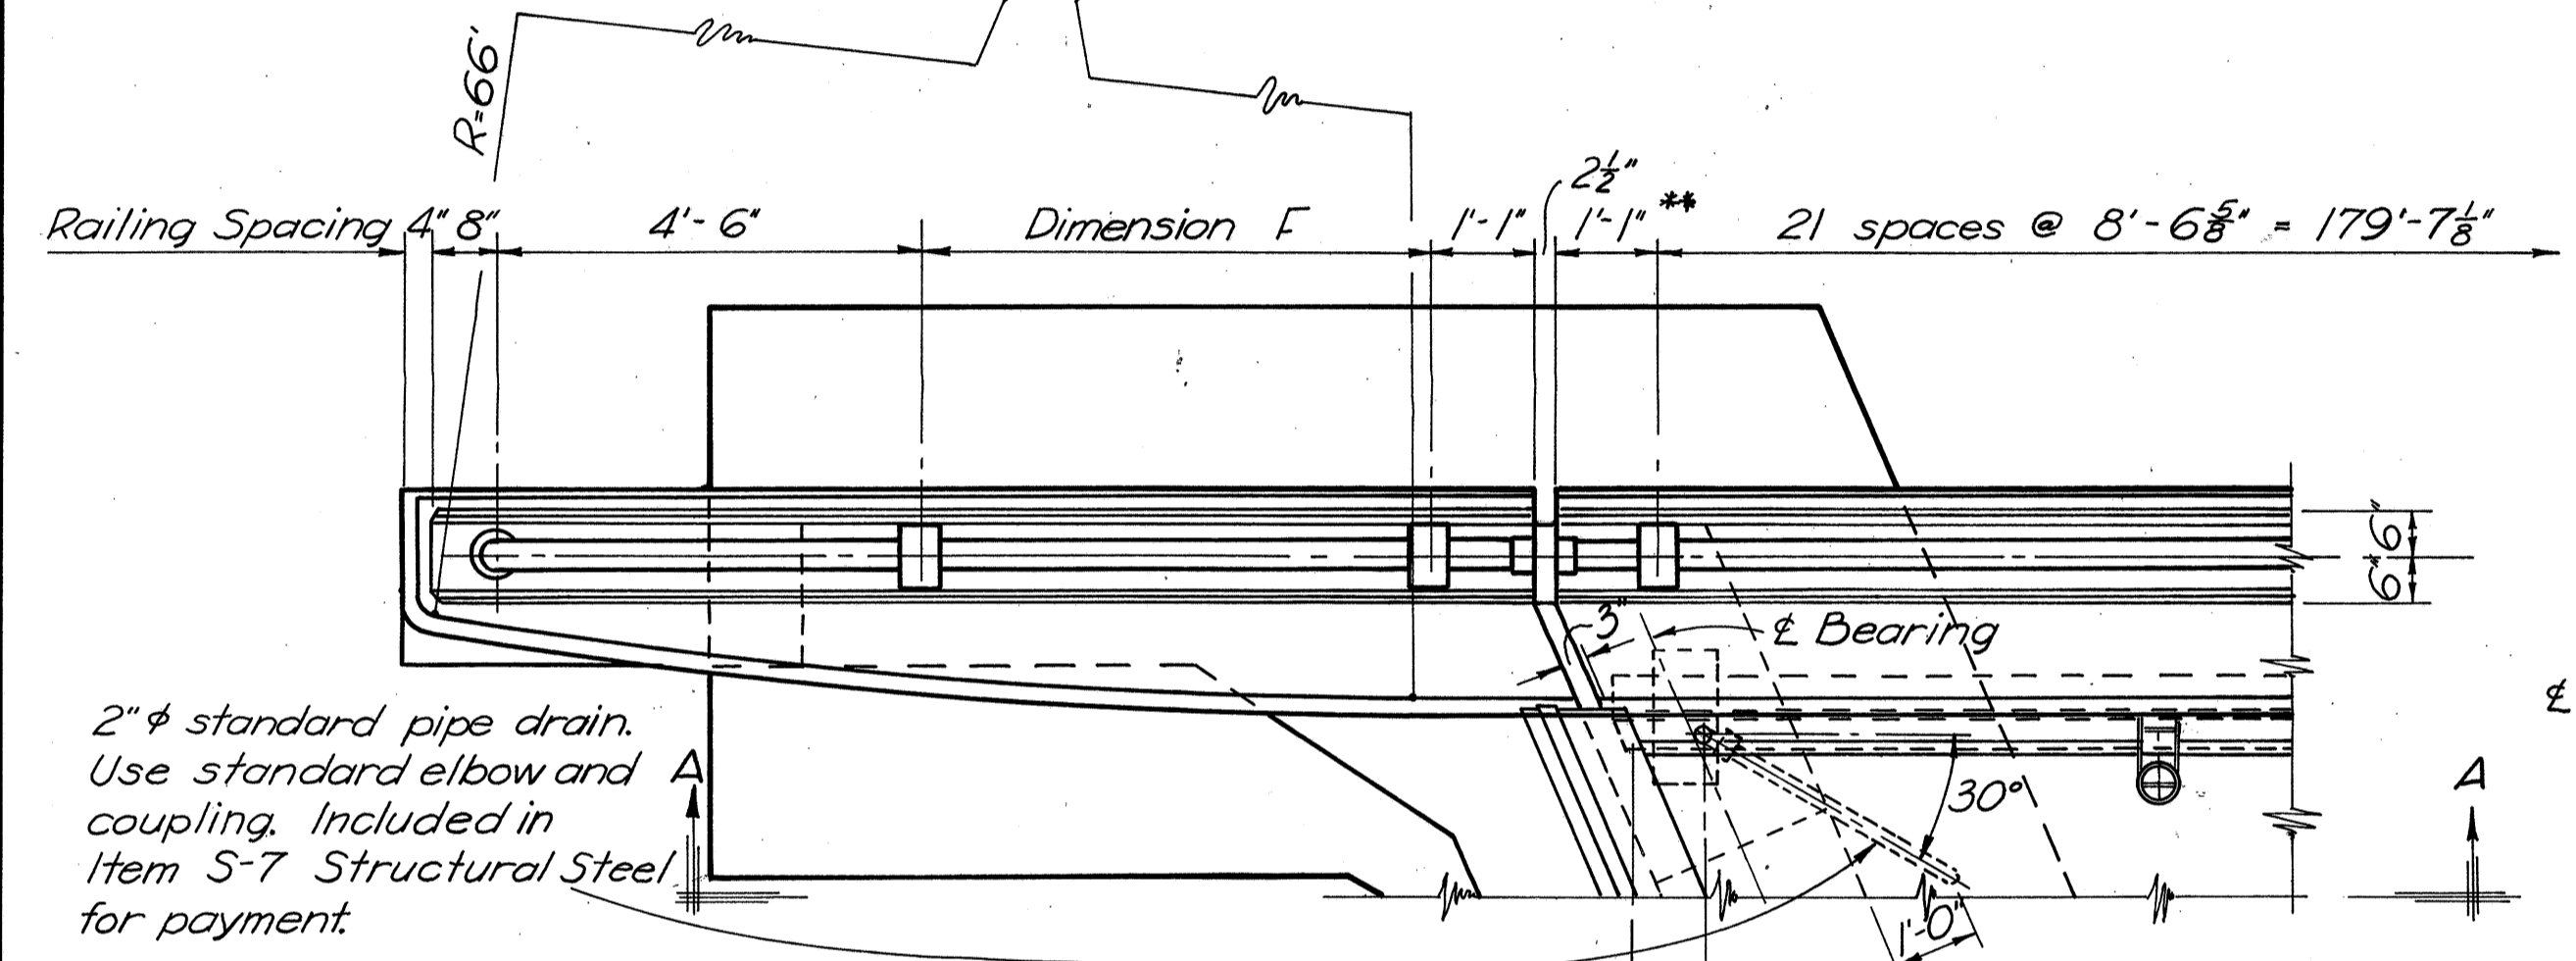 R=66'
2½"
Railing Spacing 4" 8" 4'-6" Dimension F 1'-1" 1'-1" ** 21 spaces @ 8'-6⅝" = 179'-7⅛"
6"
6"
3"
℄ Bearing
℄
2"φ standard pipe drain.
Use standard elbow and
coupling. Included in
Item S-7 Structural Steel
for payment.
A
30°
A
1'-0"